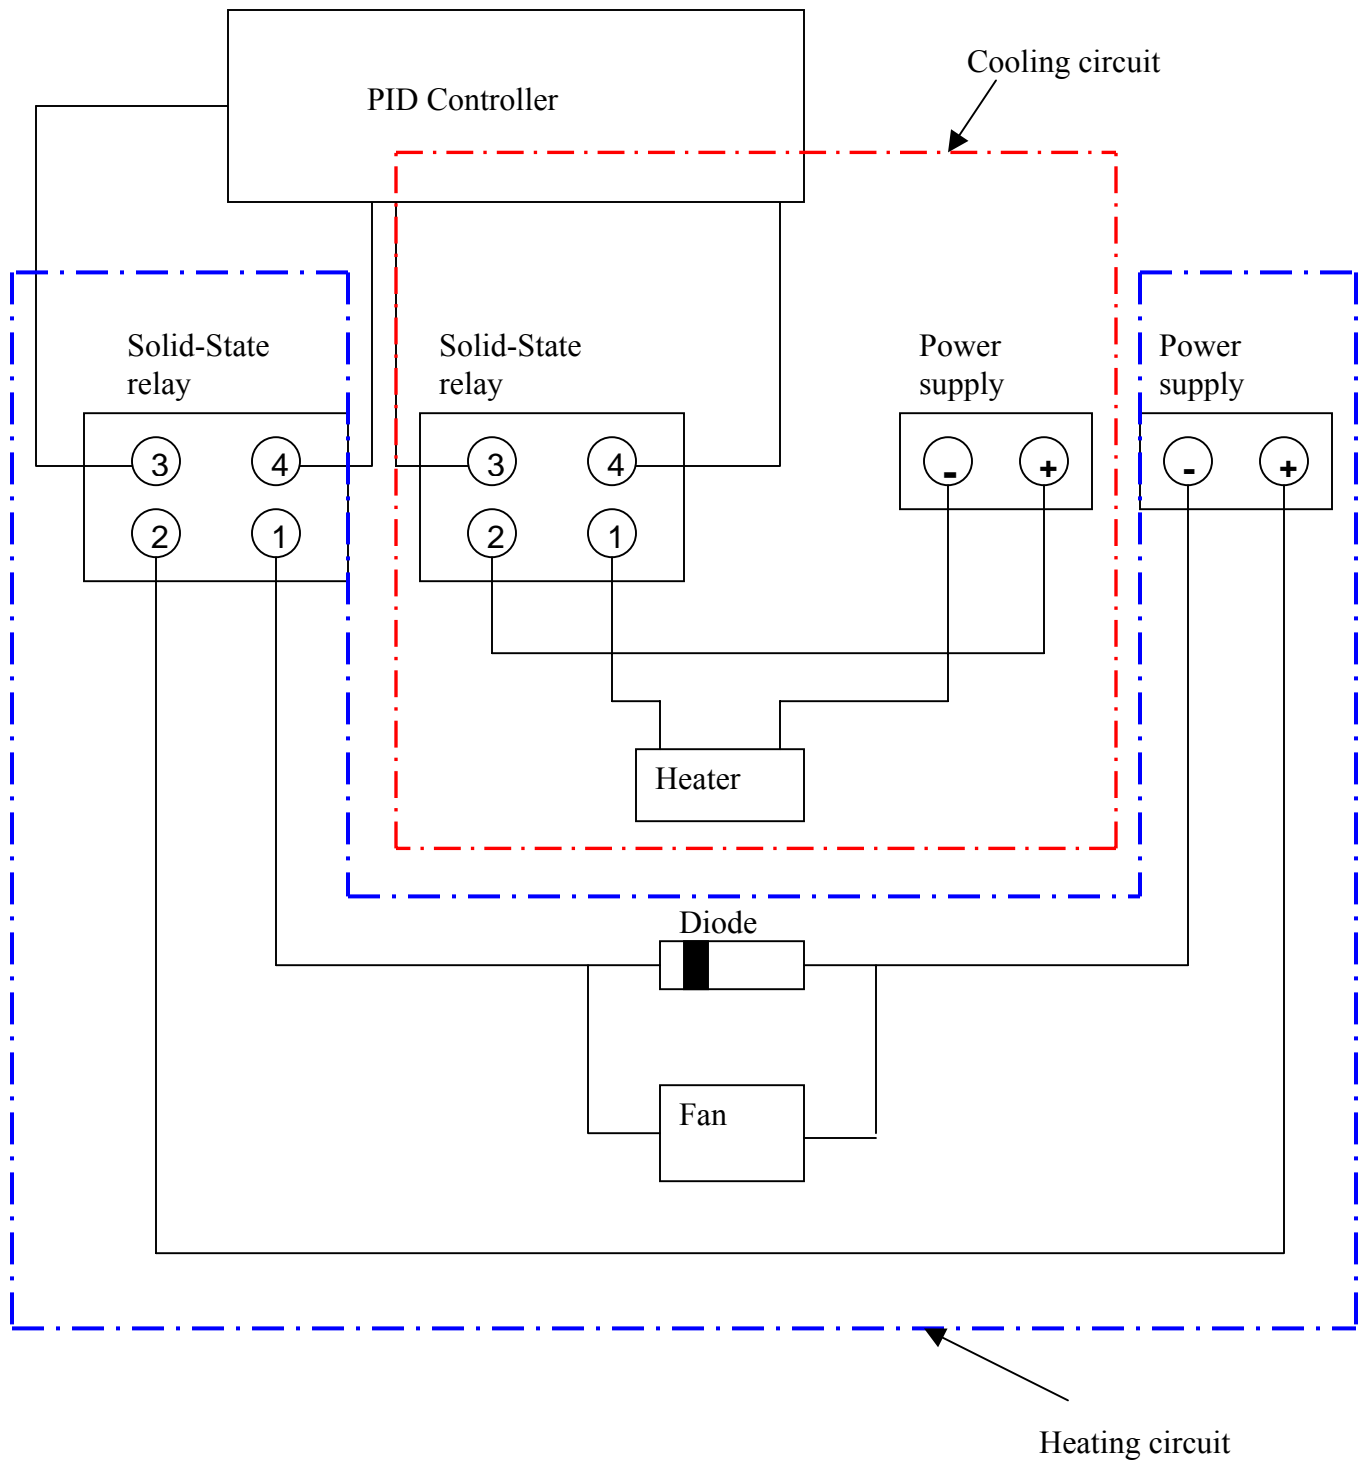 Cooling circuit
PID Controller
Solid-State
relay
Solid-State
relay
Power
supply
Power
supply
3 4
3 4
- +
- +
2 1
2 1
Heater
Diode
Fan
Heating circuit